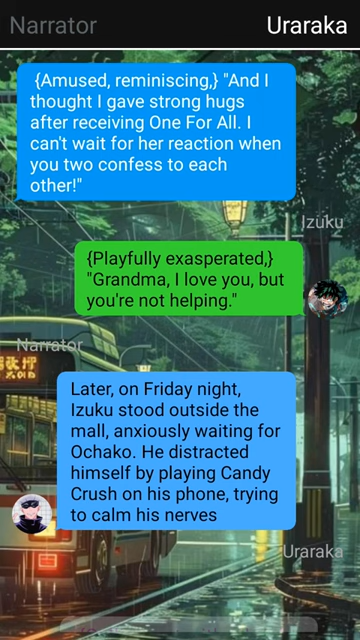 Narrator
Uraraka
{Amused, reminiscing,} "And I
thought I gave strong hugs
after receiving One For All. I
can't wait for her reaction when
you two confess to each
other!"
Izuku
{Playfully exasperated,}
"Grandma, I love you, but
you're not helping."
Narrator
Later, on Friday night,
Izuku stood outside the
mall, anxiously waiting for
Ochako. He distracted
himself by playing Candy
Crush on his phone, trying
to calm his nerves
Uraraka